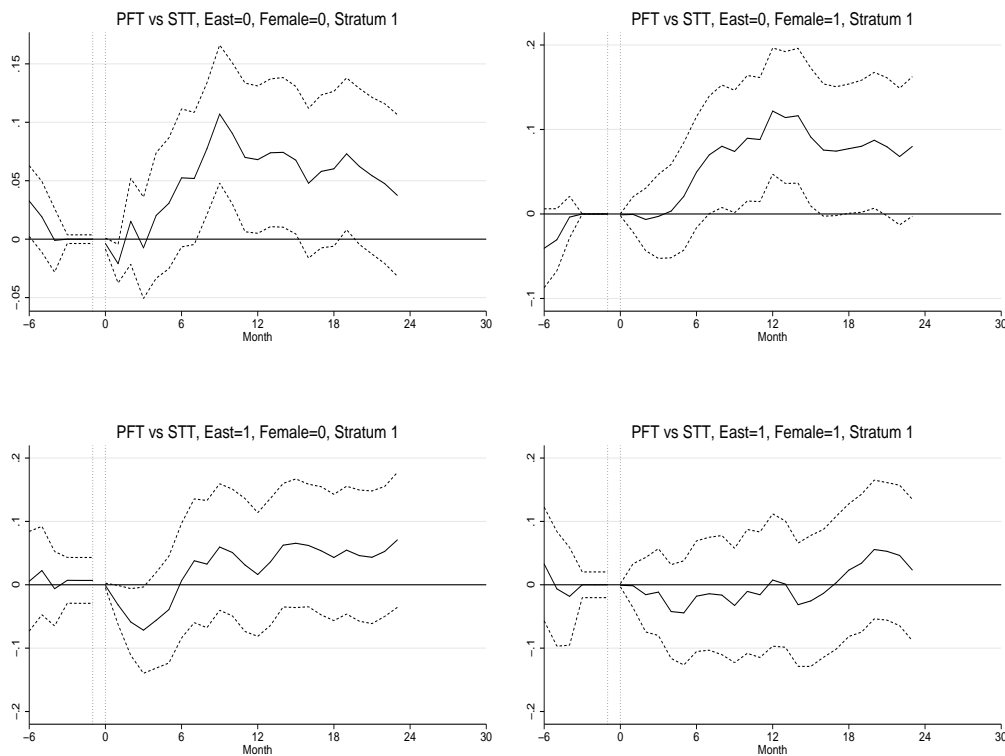 PFT vs STT, East=0, Female=0, Stratum 1
.15
.1
.05
0
−.05
−6 0 6 12 18 24 30
Month
PFT vs STT, East=0, Female=1, Stratum 1
.2
.1
0
−.1
−6 0 6 12 18 24 30
Month
PFT vs STT, East=1, Female=0, Stratum 1
.2
.1
0
−.1
−.2
−6 0 6 12 18 24 30
Month
PFT vs STT, East=1, Female=1, Stratum 1
.2
.1
0
−.1
−.2
−6 0 6 12 18 24 30
Month